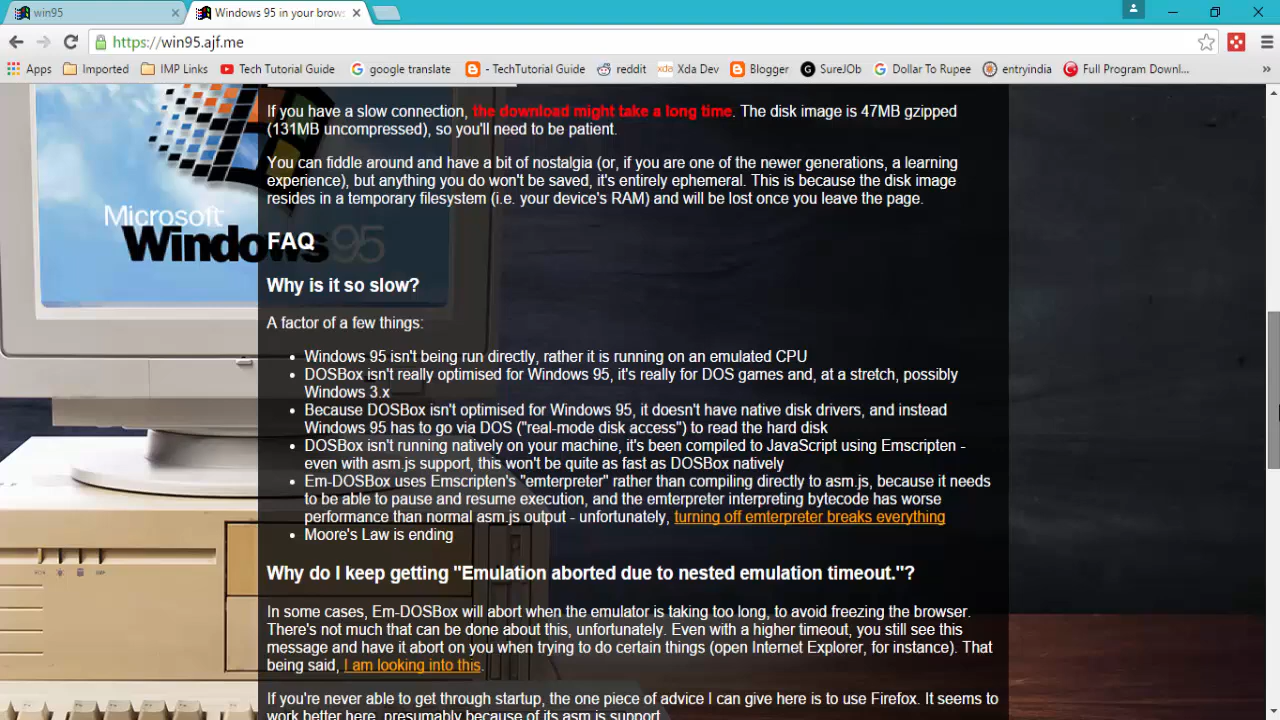 win95
Windows 95 in your brows
https://win95.ajf.me
Apps Imported IMP Links Tech Tutorial Guide google translate - TechTutorial Guide reddit xda Xda Dev Blogger SureJOb Dollar To Rupee entryindia Full Program Downl... »
If you have a slow connection, the download might take a long time. The disk image is 47MB gzipped
(131MB uncompressed), so you'll need to be patient.
You can fiddle around and have a bit of nostalgia (or, if you are one of the newer generations, a learning
experience), but anything you do won't be saved, it's entirely ephemeral. This is because the disk image
resides in a temporary filesystem (i.e. your device's RAM) and will be lost once you leave the page.
Microsoft
Windows 95
FAQ
Why is it so slow?
A factor of a few things:
• Windows 95 isn't being run directly, rather it is running on an emulated CPU
• DOSBox isn't really optimised for Windows 95, it's really for DOS games and, at a stretch, possibly
Windows 3.x
• Because DOSBox isn't optimised for Windows 95, it doesn't have native disk drivers, and instead
Windows 95 has to go via DOS ("real-mode disk access") to read the hard disk
• DOSBox isn't running natively on your machine, it's been compiled to JavaScript using Emscripten -
even with asm.js support, this won't be quite as fast as DOSBox natively
• Em-DOSBox uses Emscripten's "emterpreter" rather than compiling directly to asm.js, because it needs
to be able to pause and resume execution, and the emterpreter interpreting bytecode has worse
performance than normal asm.js output - unfortunately, turning off emterpreter breaks everything
• Moore's Law is ending
Why do I keep getting "Emulation aborted due to nested emulation timeout."?
In some cases, Em-DOSBox will abort when the emulator is taking too long, to avoid freezing the browser.
There's not much that can be done about this, unfortunately. Even with a higher timeout, you still see this
message and have it abort on you when trying to do certain things (open Internet Explorer, for instance). That
being said, I am looking into this.
If you're never able to get through startup, the one piece of advice I can give here is to use Firefox. It seems to
work better here, presumably because of its asm.js support.